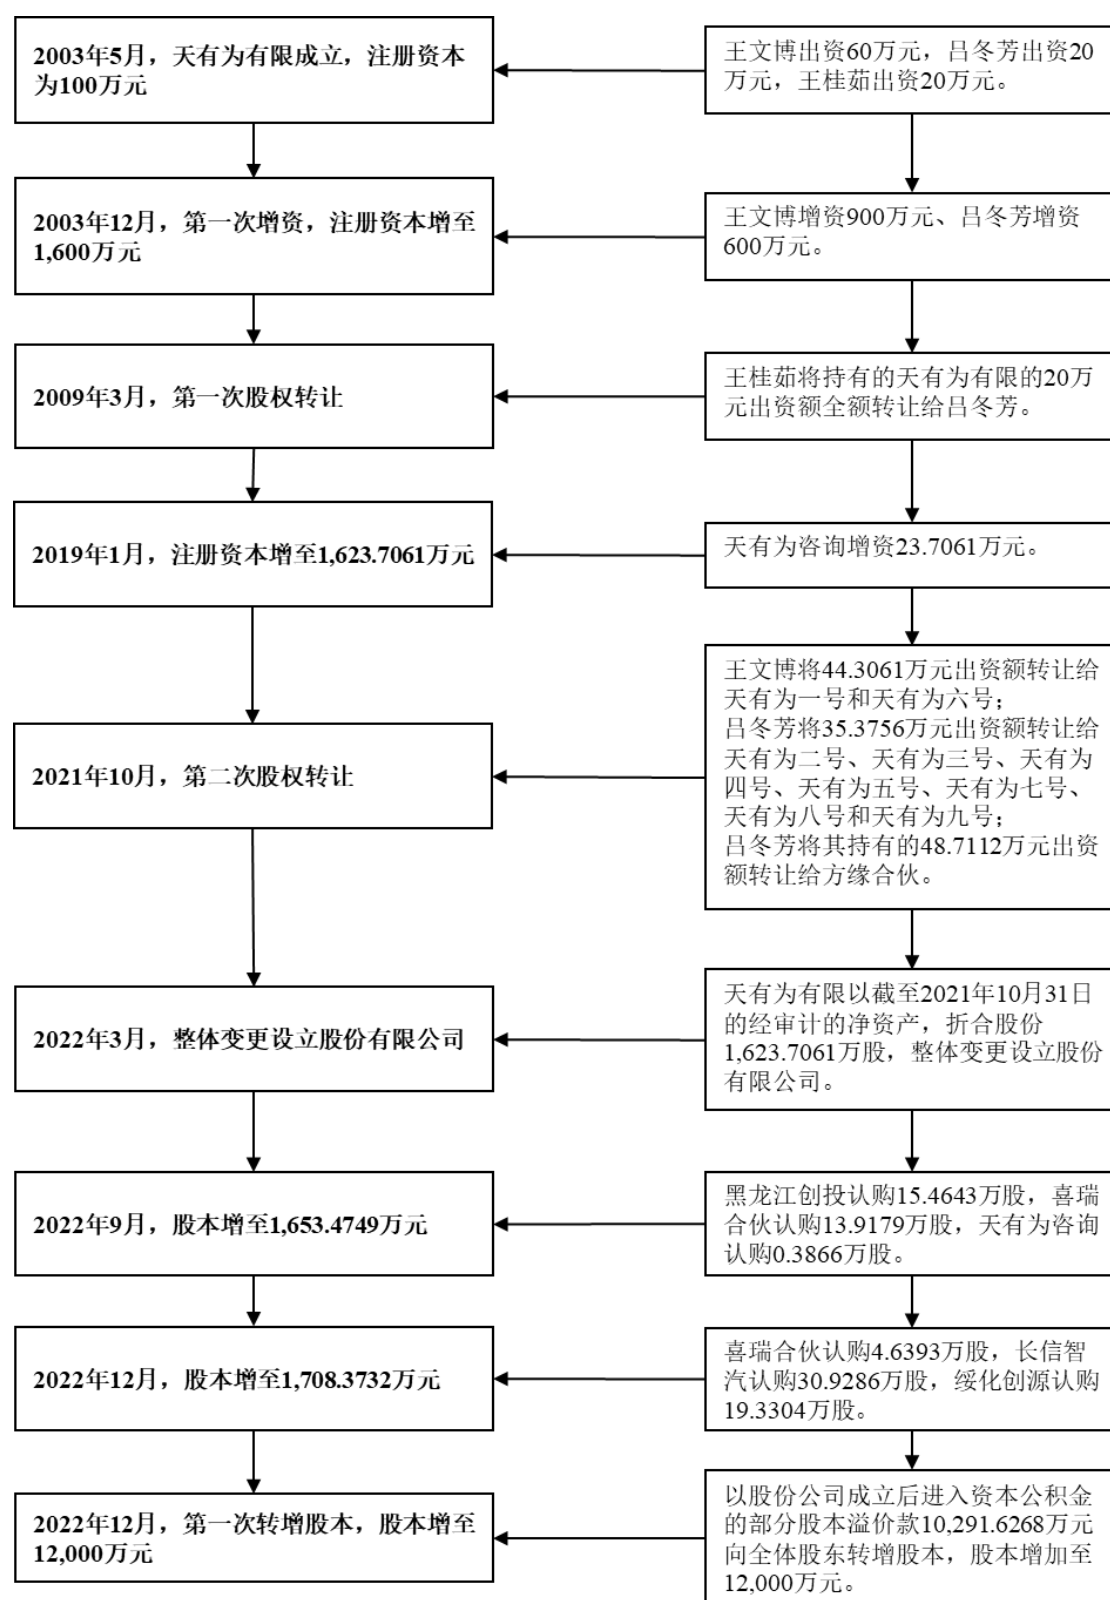 2003年5月，天有为有限成立，注册资本
为100万元
王文博出资60万元，吕冬芳出资20
万元，王桂茹出资20万元。
2003年12月，第一次增资，注册资本增至
1,600万元
王文博增资900万元、吕冬芳增资
600万元。
2009年3月，第一次股权转让
王桂茹将持有的天有为有限的20万
元出资额全额转让给吕冬芳。
2019年1月，注册资本增至1,623.7061万元
天有为咨询增资23.7061万元。
2021年10月，第二次股权转让
王文博将44.3061万元出资额转让给
天有为一号和天有为六号；
吕冬芳将35.3756万元出资额转让给
天有为二号、天有为三号、天有为
四号、天有为五号、天有为七号、
天有为八号和天有为九号；
吕冬芳将其持有的48.7112万元出资
额转让给方缘合伙。
2022年3月，整体变更设立股份有限公司
天有为有限以截至2021年10月31日
的经审计的净资产，折合股份
1,623.7061万股，整体变更设立股份
有限公司。
2022年9月，股本增至1,653.4749万元
黑龙江创投认购15.4643万股，喜瑞
合伙认购13.9179万股，天有为咨询
认购0.3866万股。
2022年12月，股本增至1,708.3732万元
喜瑞合伙认购4.6393万股，长信智
汽认购30.9286万股，绥化创源认购
19.3304万股。
2022年12月，第一次转增股本，股本增至
12,000万元
以股份公司成立后进入资本公积金
的部分股本溢价款10,291.6268万元
向全体股东转增股本，股本增加至
12,000万元。